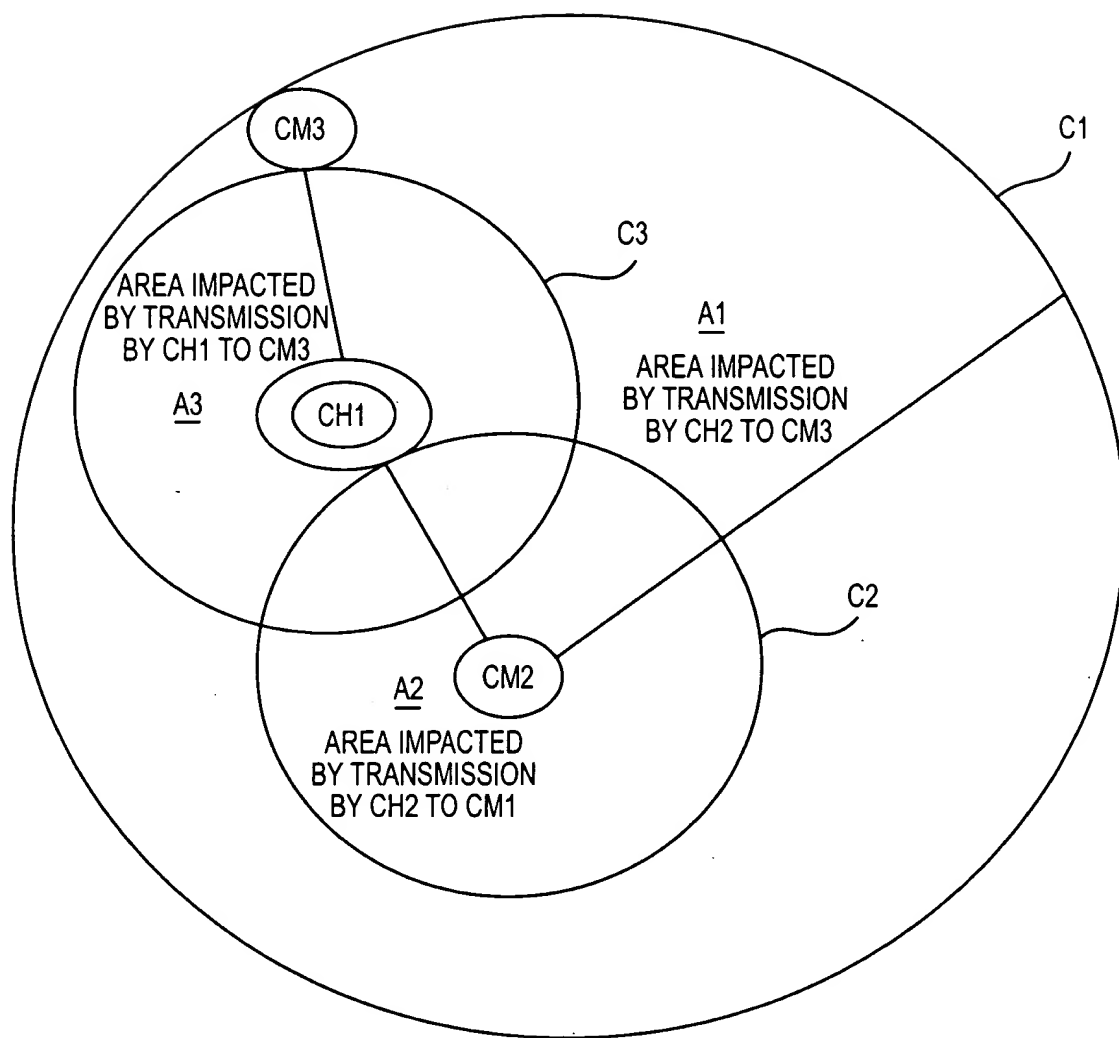 CM3
C1
C3
AREA IMPACTED
BY TRANSMISSION
BY CH1 TO CM3
A3
CH1
A1
AREA IMPACTED
BY TRANSMISSION
BY CH2 TO CM3
C2
CM2
A2
AREA IMPACTED
BY TRANSMISSION
BY CH2 TO CM1